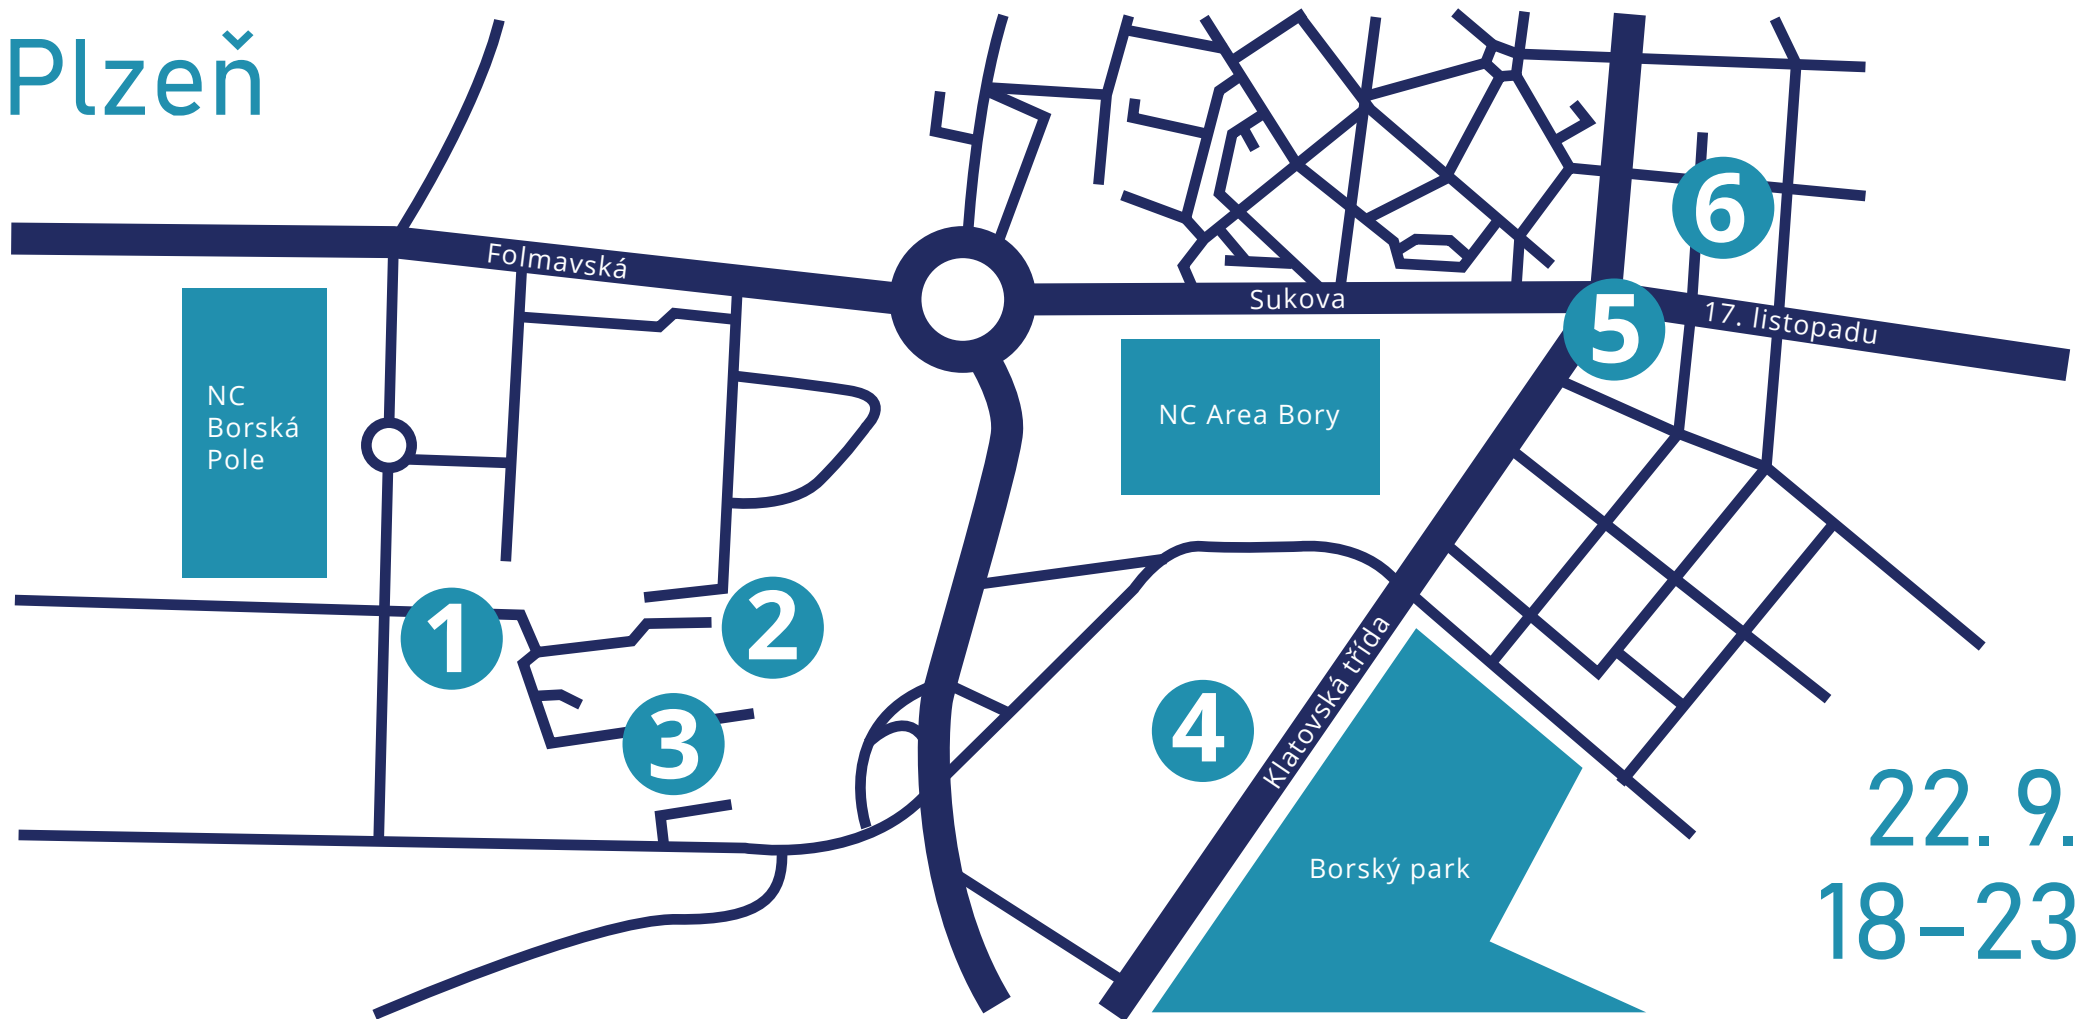 Plzeň
Folmavská
Sukova
17. listopadu
6
5
NC
Borská
Pole
NC Area Bory
1
2
3
4
Klatovská třída
Borský park
22. 9.
18–23